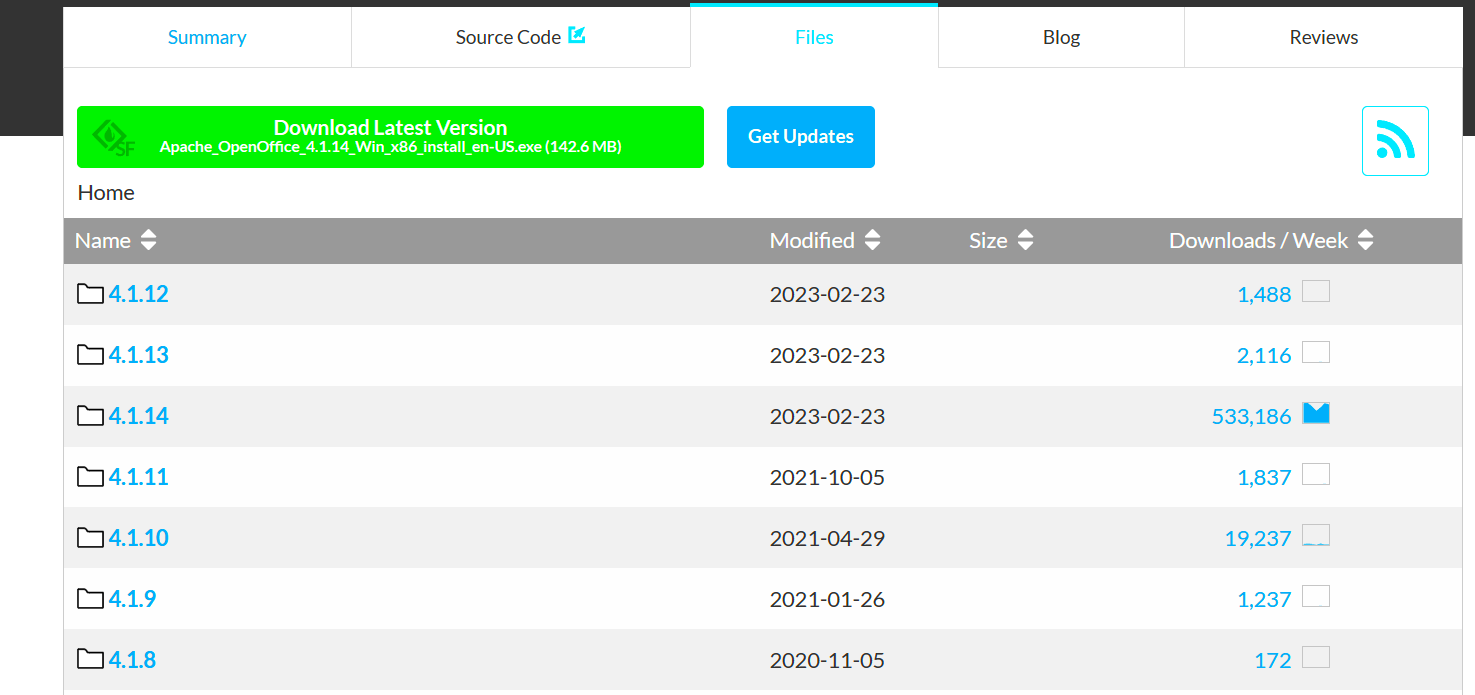 Summary
Source Code
Files
Blog
Reviews
SF
Download Latest Version
Apache_OpenOffice_4.1.14_Win_x86_install_en-US.exe (142.6 MB)
Get Updates
Home
Name Modified Size Downloads / Week
4.1.12 2023-02-23 1,488
4.1.13 2023-02-23 2,116
4.1.14 2023-02-23 533,186
4.1.11 2021-10-05 1,837
4.1.10 2021-04-29 19,237
4.1.9 2021-01-26 1,237
4.1.8 2020-11-05 172